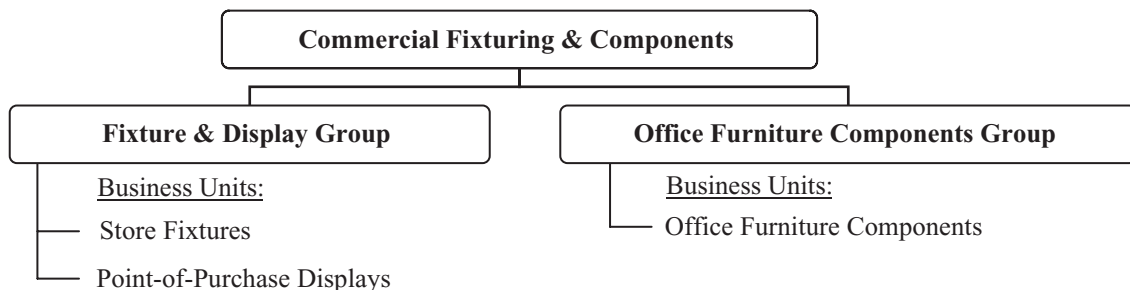 Commercial Fixturing & Components
Fixture & Display Group
Business Units:
Store Fixtures
Point-of-Purchase Displays
Office Furniture Components Group
Business Units:
Office Furniture Components